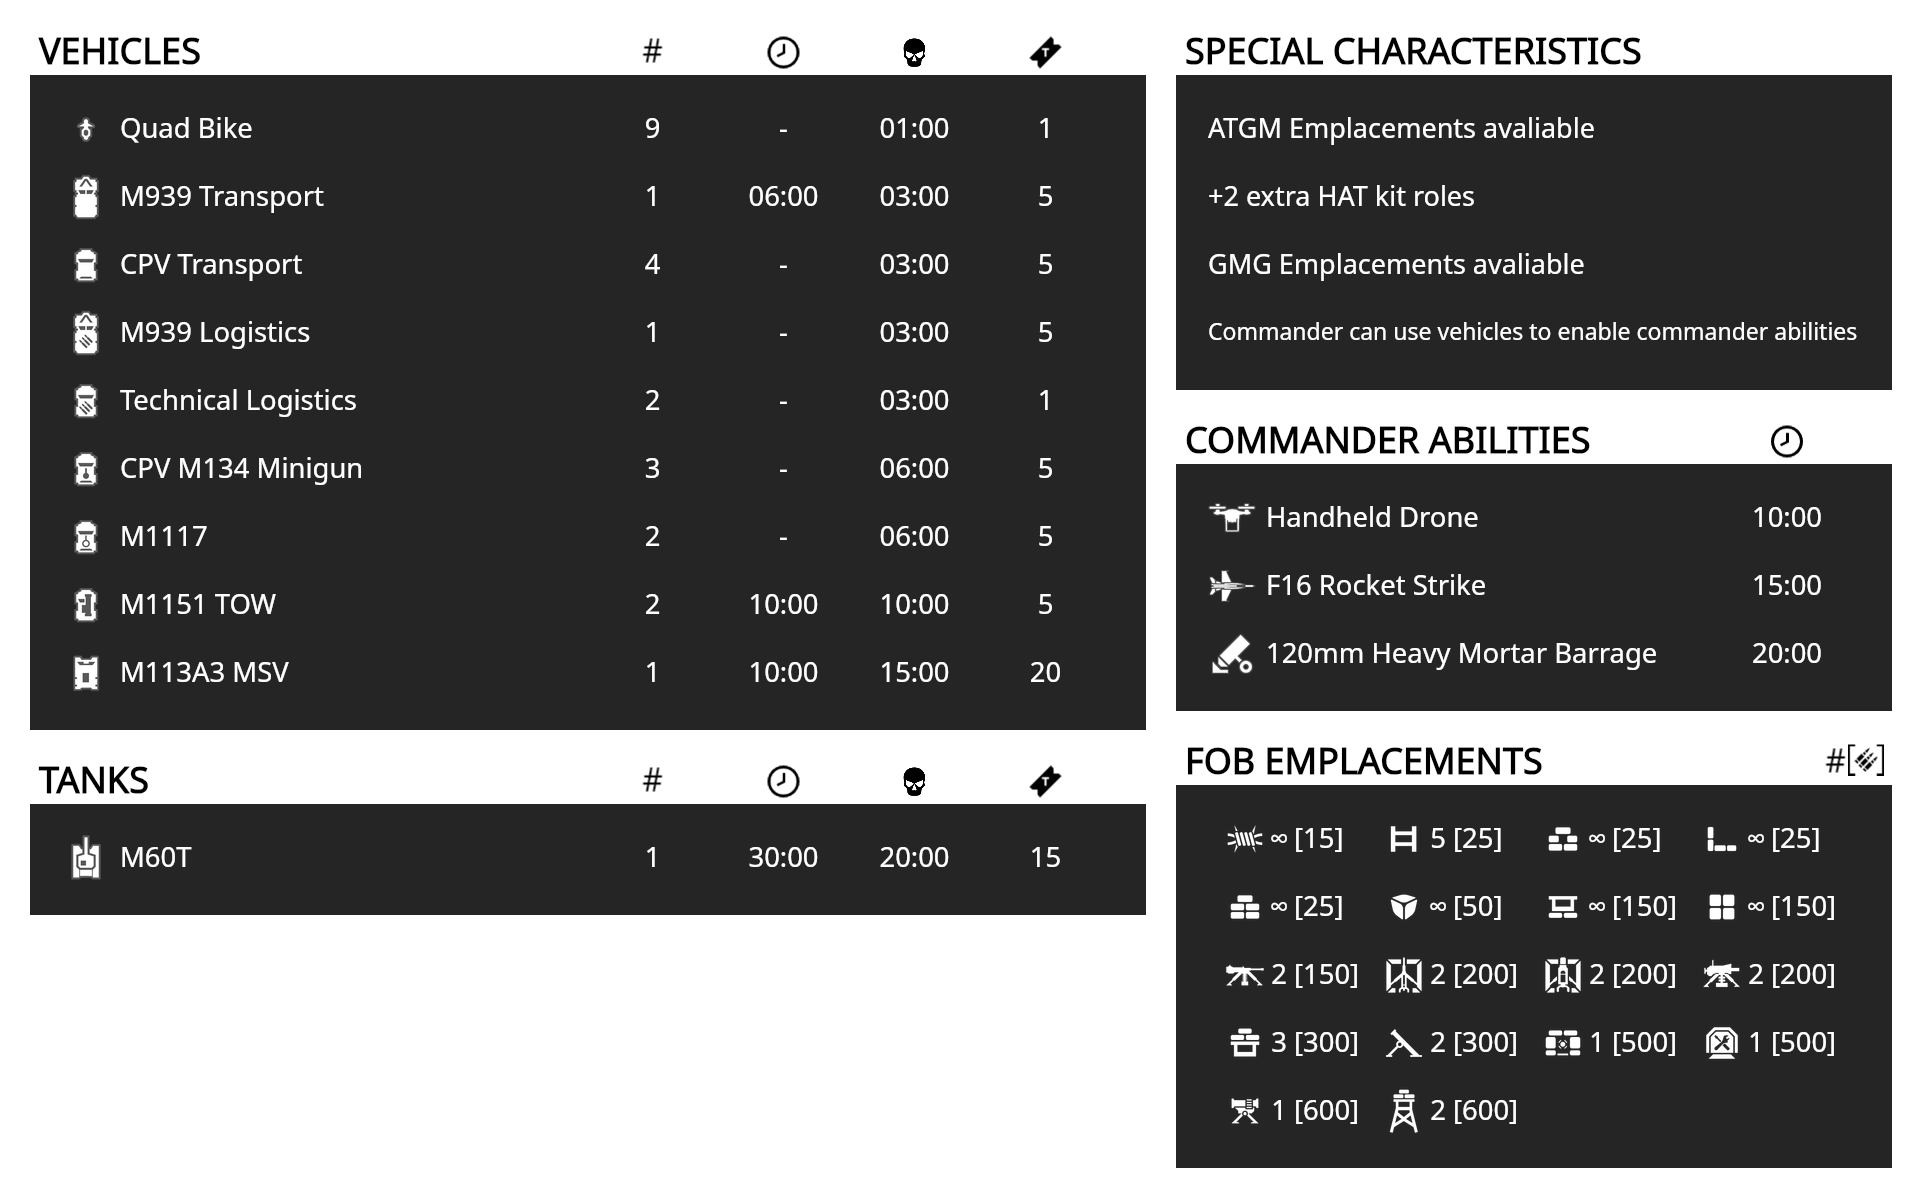 VEHICLES #
Quad Bike 9 - 01:00 1
M939 Transport 1 06:00 03:00 5
CPV Transport 4 - 03:00 5
M939 Logistics 1 - 03:00 5
Technical Logistics 2 - 03:00 1
CPV M134 Minigun 3 - 06:00 5
M1117 2 - 06:00 5
M1151 TOW 2 10:00 10:00 5
M113A3 MSV 1 10:00 15:00 20
TANKS #
M60T 1 30:00 20:00 15
SPECIAL CHARACTERISTICS
ATGM Emplacements avaliable
+2 extra HAT kit roles
GMG Emplacements avaliable
Commander can use vehicles to enable commander abilities
COMMANDER ABILITIES
Handheld Drone 10:00
F16 Rocket Strike 15:00
120mm Heavy Mortar Barrage 20:00
FOB EMPLACEMENTS #[]
∞ [15] 5 [25] ∞ [25] ∞ [25]
∞ [25] ∞ [50] ∞ [150] ∞ [150]
2 [150] 2 [200] 2 [200] 2 [200]
3 [300] 2 [300] 1 [500] 1 [500]
1 [600] 2 [600]